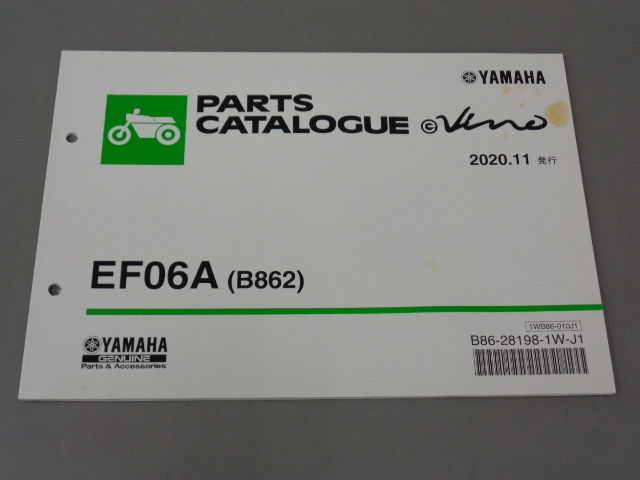 YAMAHA
PARTS
CATALOGUE e Vino
2020.11 発行
EF06A (B862)
1WB86-010J1
YAMAHA
GENUINE
Parts & Accessories
B86-28198-1W-J1